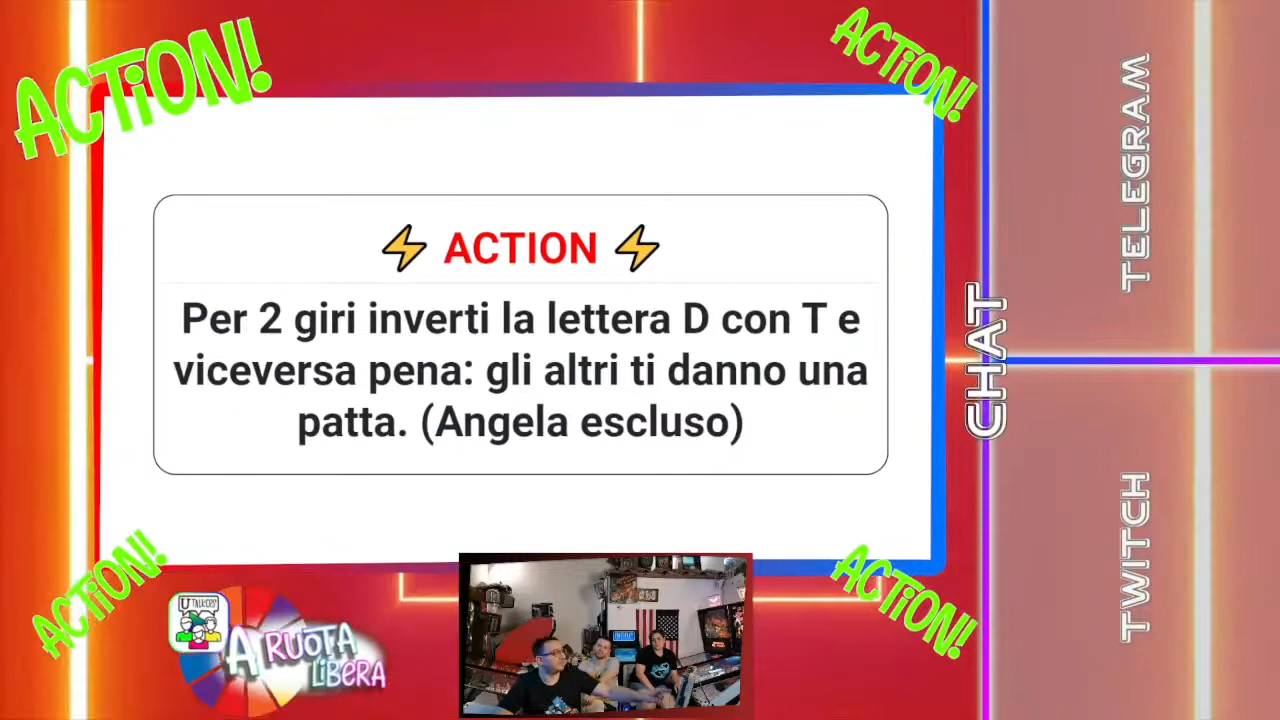 ACTION!
ACTION!
⚡ ACTION ⚡
Per 2 giri inverti la lettera D con T e
viceversa pena: gli altri ti danno una
patta. (Angela escluso)
ACTION!
ACTION!
A RUOTA
LIBERA
CHAT
TELEGRAM
TWITCH